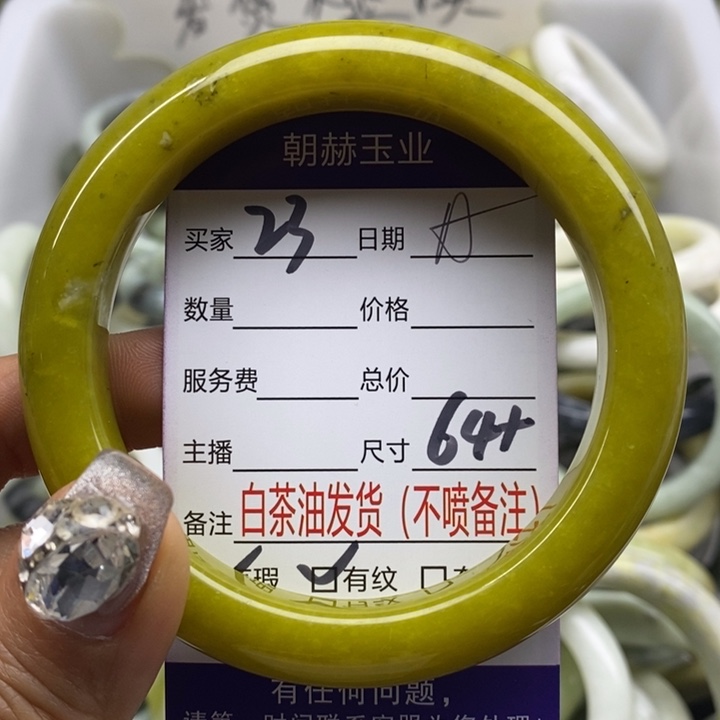 朝赫玉业
买家 23 日期 A
数量 价格
服务费 总价
主播 尺寸 64+
备注 白茶油发货（不喷备注）
瑕 ✓ 有纹
有任何问题，